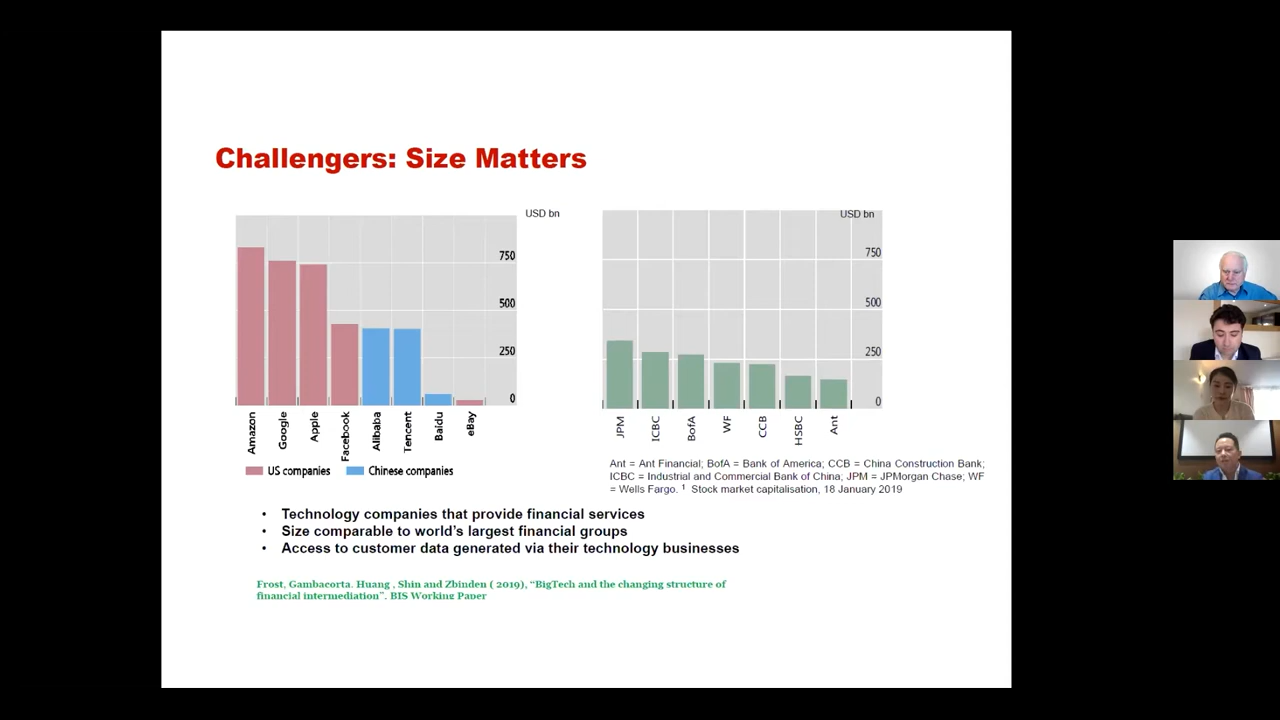 Challengers: Size Matters
USD bn
750
500
250
0
Amazon
Google
Apple
Facebook
Alibaba
Tencent
Baidu
eBay
US companies
Chinese companies
USD bn
750
500
250
0
JPM
ICBC
BofA
WF
CCB
HSBC
Ant
Ant = Ant Financial; BofA = Bank of America; CCB = China Construction Bank;
ICBC = Industrial and Commercial Bank of China; JPM = JPMorgan Chase; WF
= Wells Fargo. 1 Stock market capitalisation, 18 January 2019
• Technology companies that provide financial services
• Size comparable to world's largest financial groups
• Access to customer data generated via their technology businesses
Frost, Gambacorta. Huang , Shin and Zbinden ( 2019), “BigTech and the changing structure of
financial intermediation”. BIS Working Paper